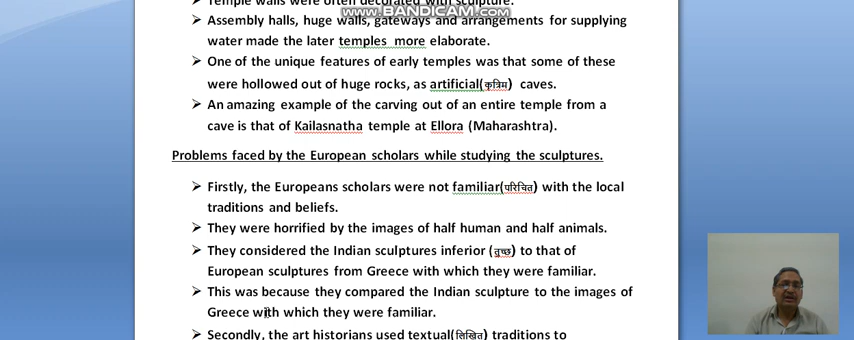 Temple walls were often decorated with sculpture.
www.BANDICAM.com
➢ Assembly halls, huge walls, gateways and arrangements for supplying
water made the later temples more elaborate.
➢ One of the unique features of early temples was that some of these
were hollowed out of huge rocks, as artificial(कृत्रिम) caves.
➢ An amazing example of the carving out of an entire temple from a
cave is that of Kailasnatha temple at Ellora (Maharashtra).
Problems faced by the European scholars while studying the sculptures.
➢ Firstly, the Europeans scholars were not familiar(परिचित) with the local
traditions and beliefs.
➢ They were horrified by the images of half human and half animals.
➢ They considered the Indian sculptures inferior (तुच्छ) to that of
European sculptures from Greece with which they were familiar.
➢ This was because they compared the Indian sculpture to the images of
Greece with which they were familiar.
➢ Secondly, the art historians used textual(लिखित) traditions to